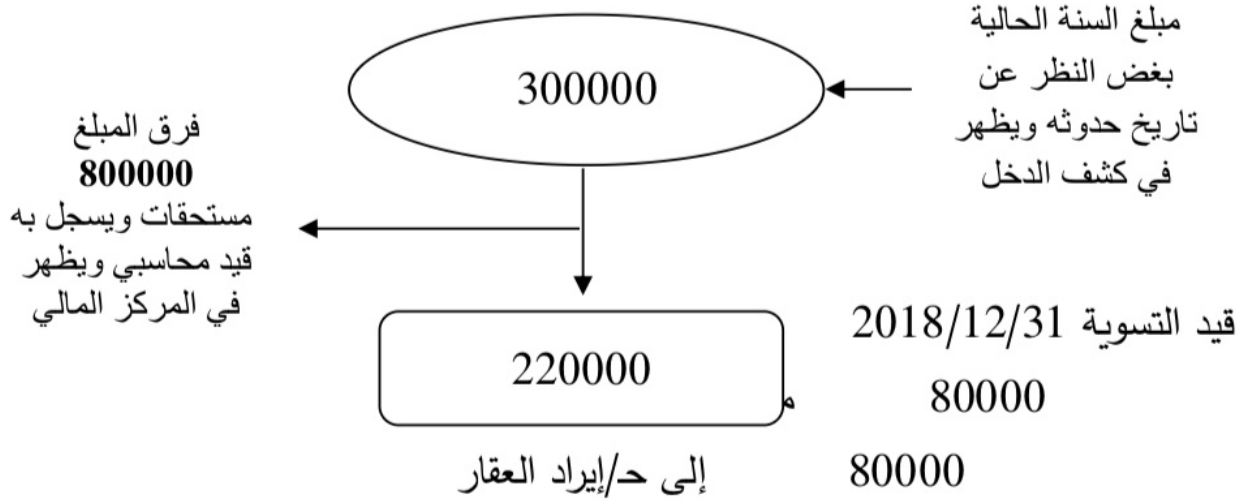 مبلغ السنة الحالية
بغض النظر عن
تاريخ حدوثه ويظهر
في كشف الدخل
300000
فرق المبلغ
800000
مستحقات ويسجل به
قيد محاسبي ويظهر
في المركز المالي
220000
قيد التسوية 2018/12/31
80000
80000 إلى حـ/إيراد العقار